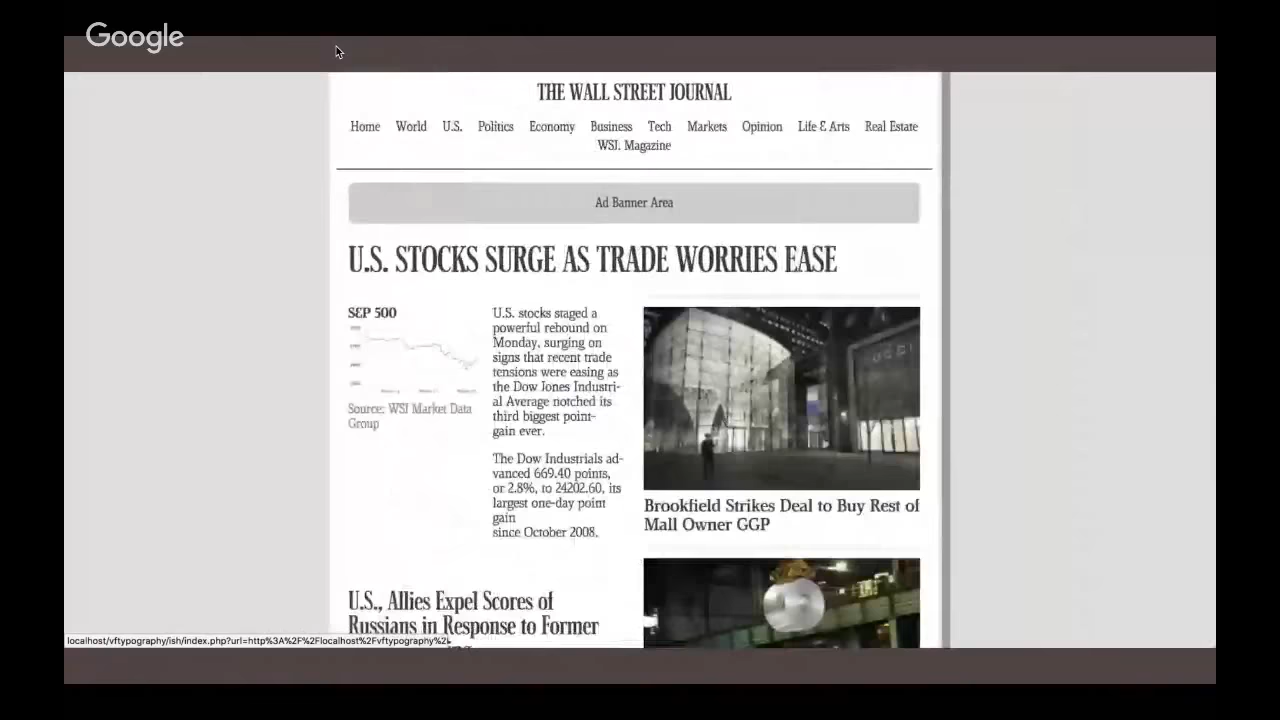 Google
THE WALL STREET JOURNAL
Home World U.S. Politics Economy Business Tech Markets Opinion Life & Arts Real Estate
WSJ. Magazine
Ad Banner Area
U.S. STOCKS SURGE AS TRADE WORRIES EASE
S&P 500
Source: WSJ Market Data
Group
U.S. stocks staged a
powerful rebound on
Monday, surging on
signs that recent trade
tensions were easing as
the Dow Jones Industri-
al Average notched its
third biggest point-
gain ever.
The Dow Industrials ad-
vanced 669.40 points,
or 2.8%, to 24202.60, its
largest one-day point
gain
since October 2008.
Brookfield Strikes Deal to Buy Rest of
Mall Owner GGP
U.S., Allies Expel Scores of
Russians in Response to Former
localhost/vftypography/ish/index.php?url=http%3A%2F%2Flocalhost%2Fvftypography%2